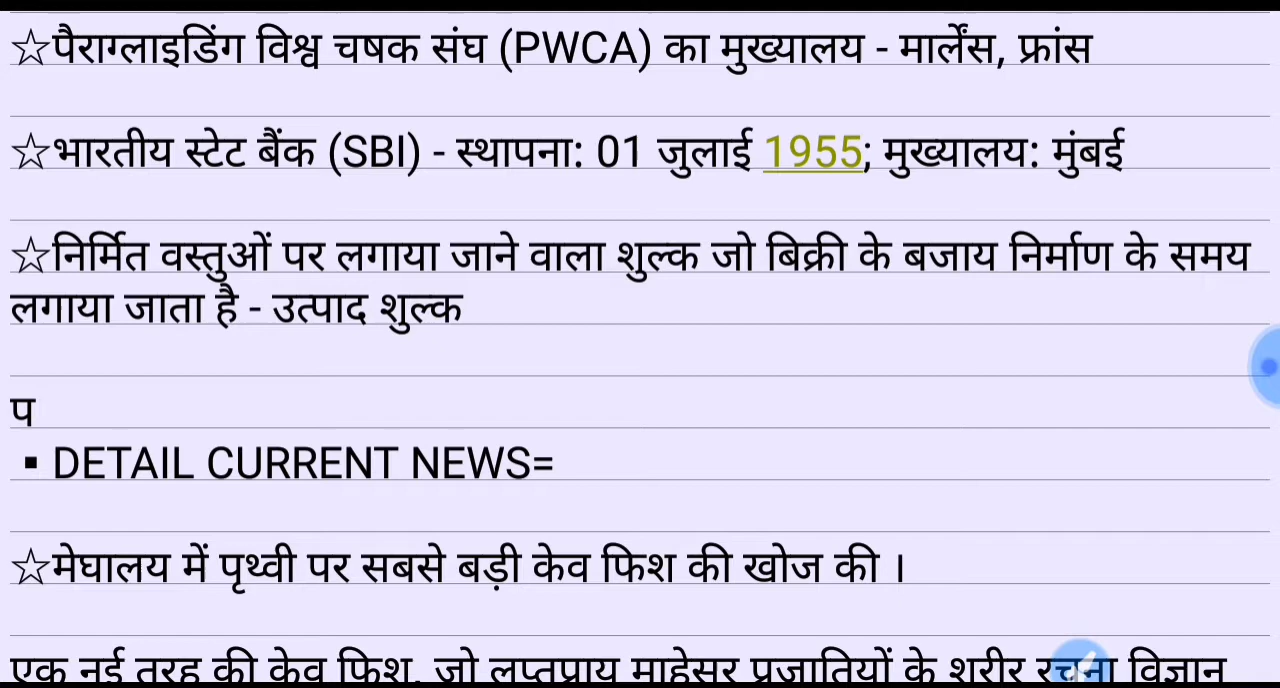 ☆पैराग्लाइडिंग विश्व चषक संघ (PWCA) का मुख्यालय - मार्लेंस, फ्रांस
☆भारतीय स्टेट बैंक (SBI) - स्थापना: 01 जुलाई 1955; मुख्यालय: मुंबई
☆निर्मित वस्तुओं पर लगाया जाने वाला शुल्क जो बिक्री के बजाय निर्माण के समय
लगाया जाता है - उत्पाद शुल्क
प
▪ DETAIL CURRENT NEWS=
☆मेघालय में पृथ्वी पर सबसे बड़ी केव फिश की खोज की ।
एक नई तरह की केव फिश, जो लुप्तप्राय माहेसर प्रजातियों के शरीर रचना विज्ञान